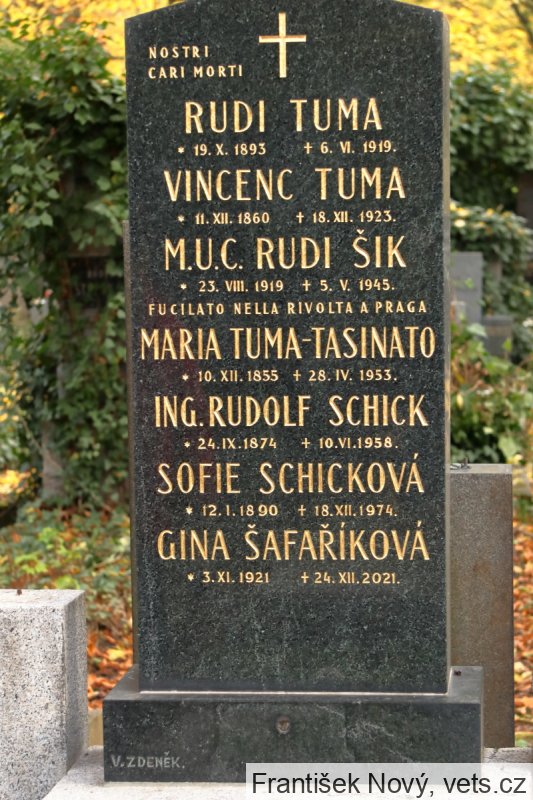 NOSTRI
CARI MORTI
RUDI TUMA
* 19. X. 1893 + 6. VI. 1919.
VINCENC TUMA
* 11. XII. 1860 + 18. XII. 1923.
M.U.C. RUDI ŠIK
* 23. VIII. 1919 + 5. V. 1945.
FUCILATO NELLA RIVOLTA A PRAGA
MARIA TUMA-TASINATO
* 10. XII. 1855 + 28. IV. 1953.
ING. RUDOLF SCHICK
* 24. IX. 1874 + 10. VI. 1958.
SOFIE SCHICKOVÁ
* 12. I. 1890 + 18. XII. 1974.
GINA ŠAFAŘÍKOVÁ
* 3. XI. 1921 + 24. XII. 2021.
V. ZDENĚK.
František Nový, vets.cz